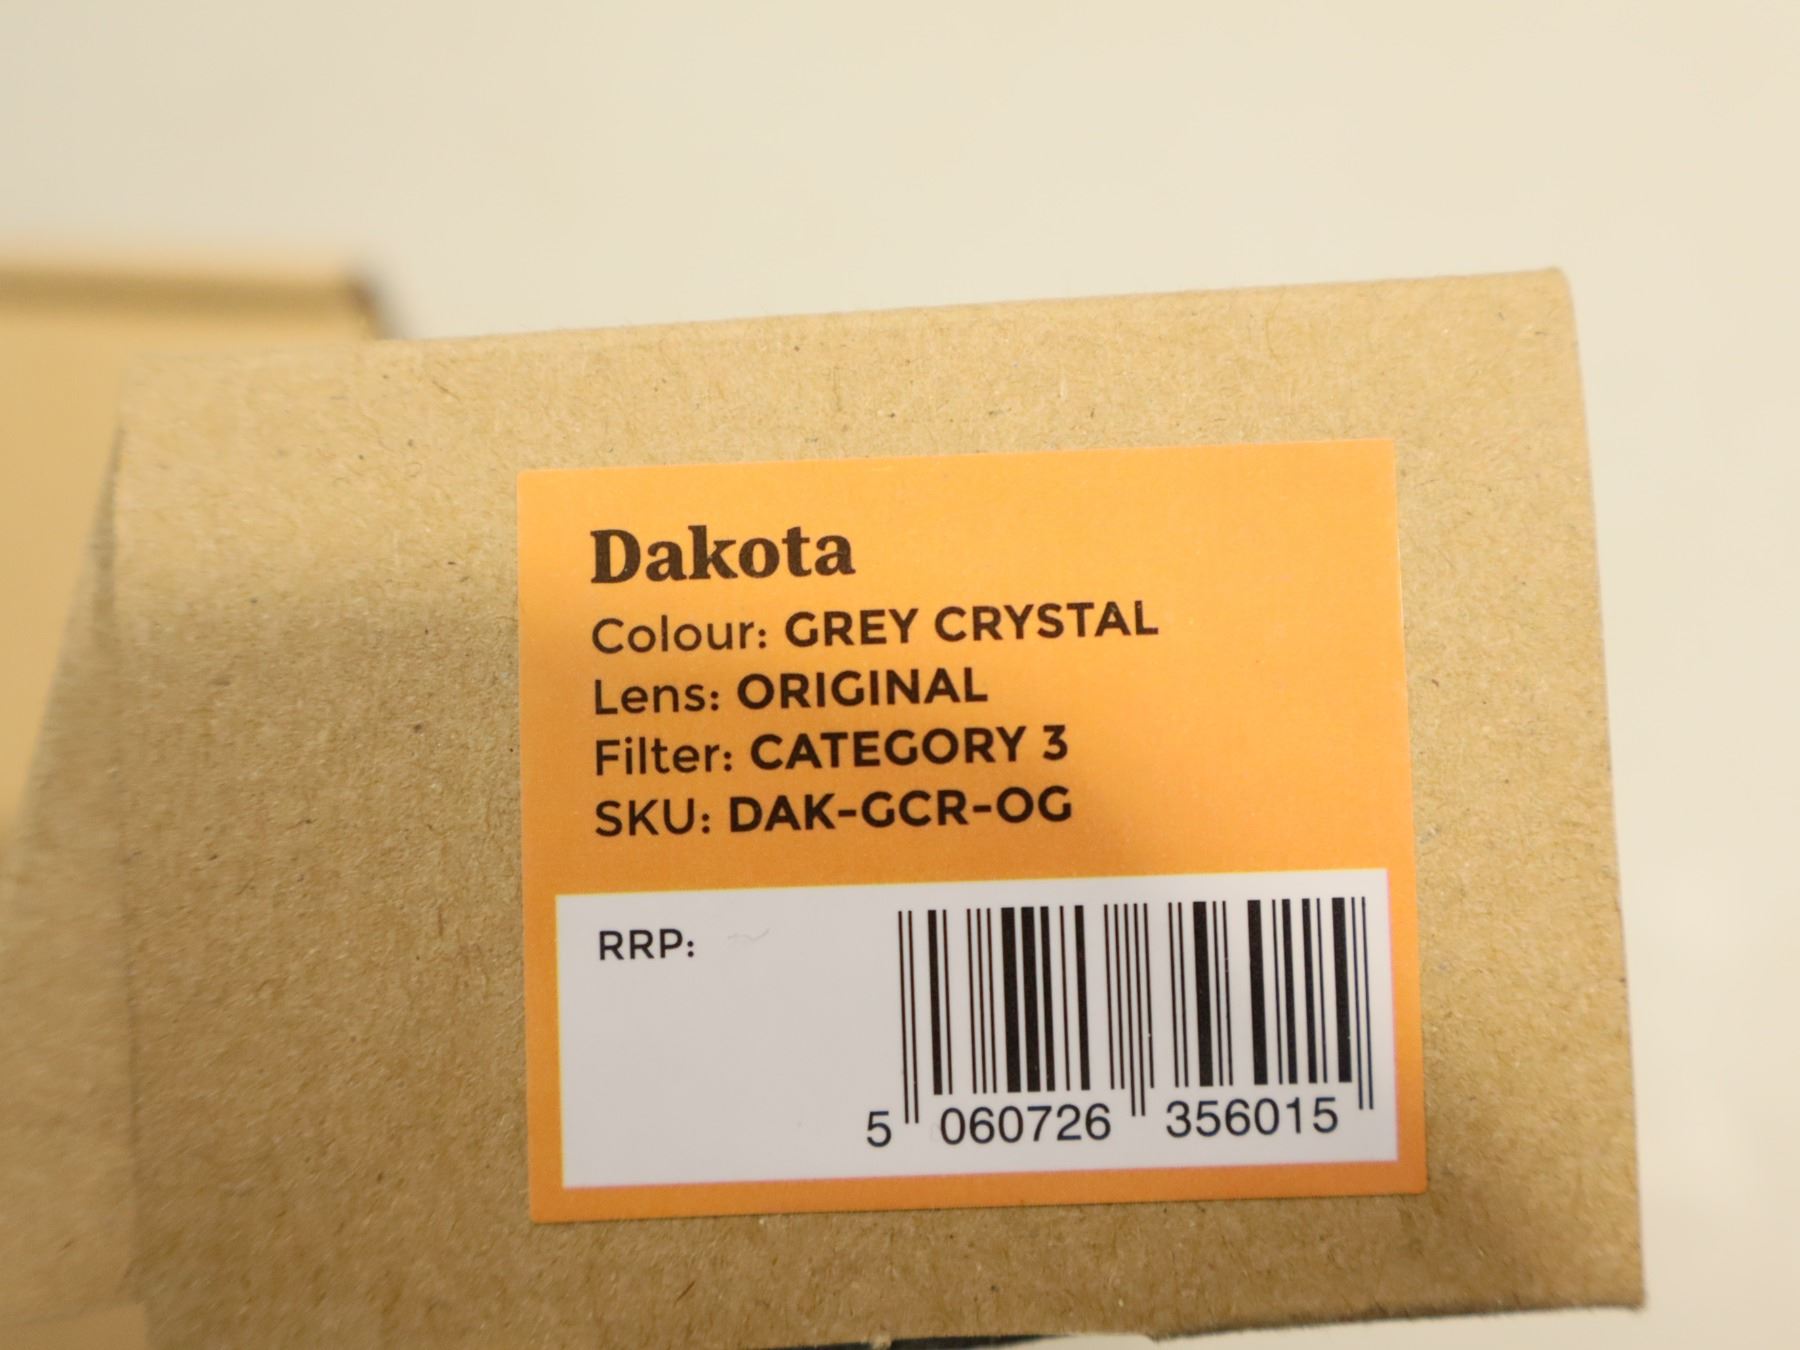 Dakota
Colour: GREY CRYSTAL
Lens: ORIGINAL
Filter: CATEGORY 3
SKU: DAK-GCR-OG
RRP:
5 060726 356015